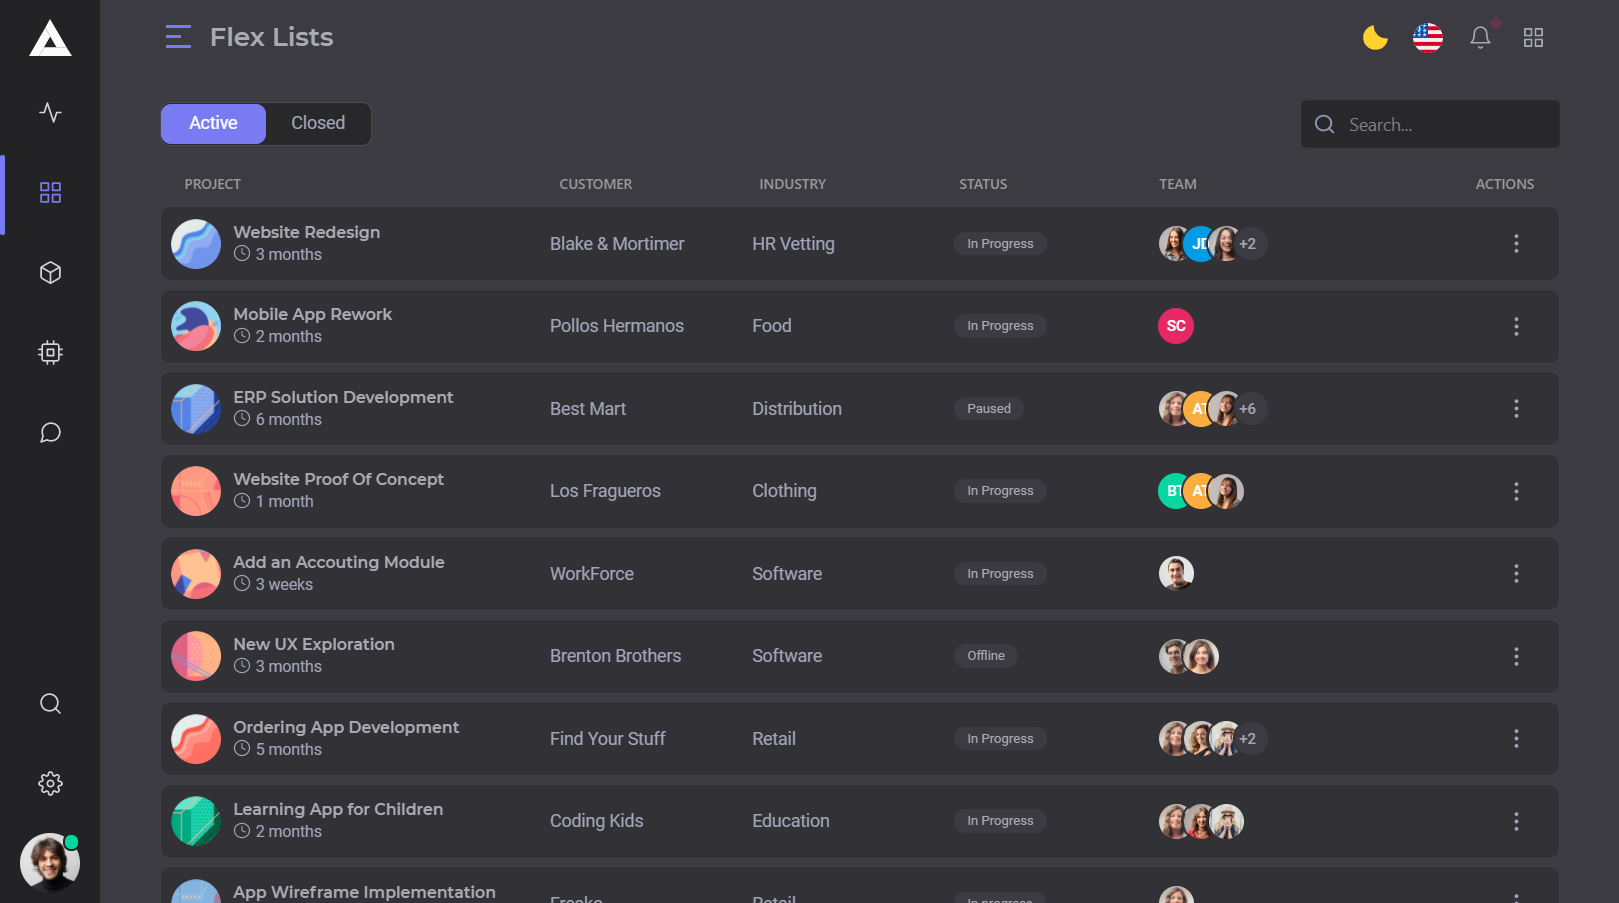 Flex Lists
Active
Closed
Search...
PROJECT CUSTOMER INDUSTRY STATUS TEAM ACTIONS
Website Redesign
3 months
Blake & Mortimer HR Vetting In Progress JD +2
Mobile App Rework
2 months
Pollos Hermanos Food In Progress SC
ERP Solution Development
6 months
Best Mart Distribution Paused AT +6
Website Proof Of Concept
1 month
Los Fragueros Clothing In Progress BT AT
Add an Accouting Module
3 weeks
WorkForce Software In Progress
New UX Exploration
3 months
Brenton Brothers Software Offline
Ordering App Development
5 months
Find Your Stuff Retail In Progress +2
Learning App for Children
2 months
Coding Kids Education In Progress
App Wireframe Implementation
Retail In progress